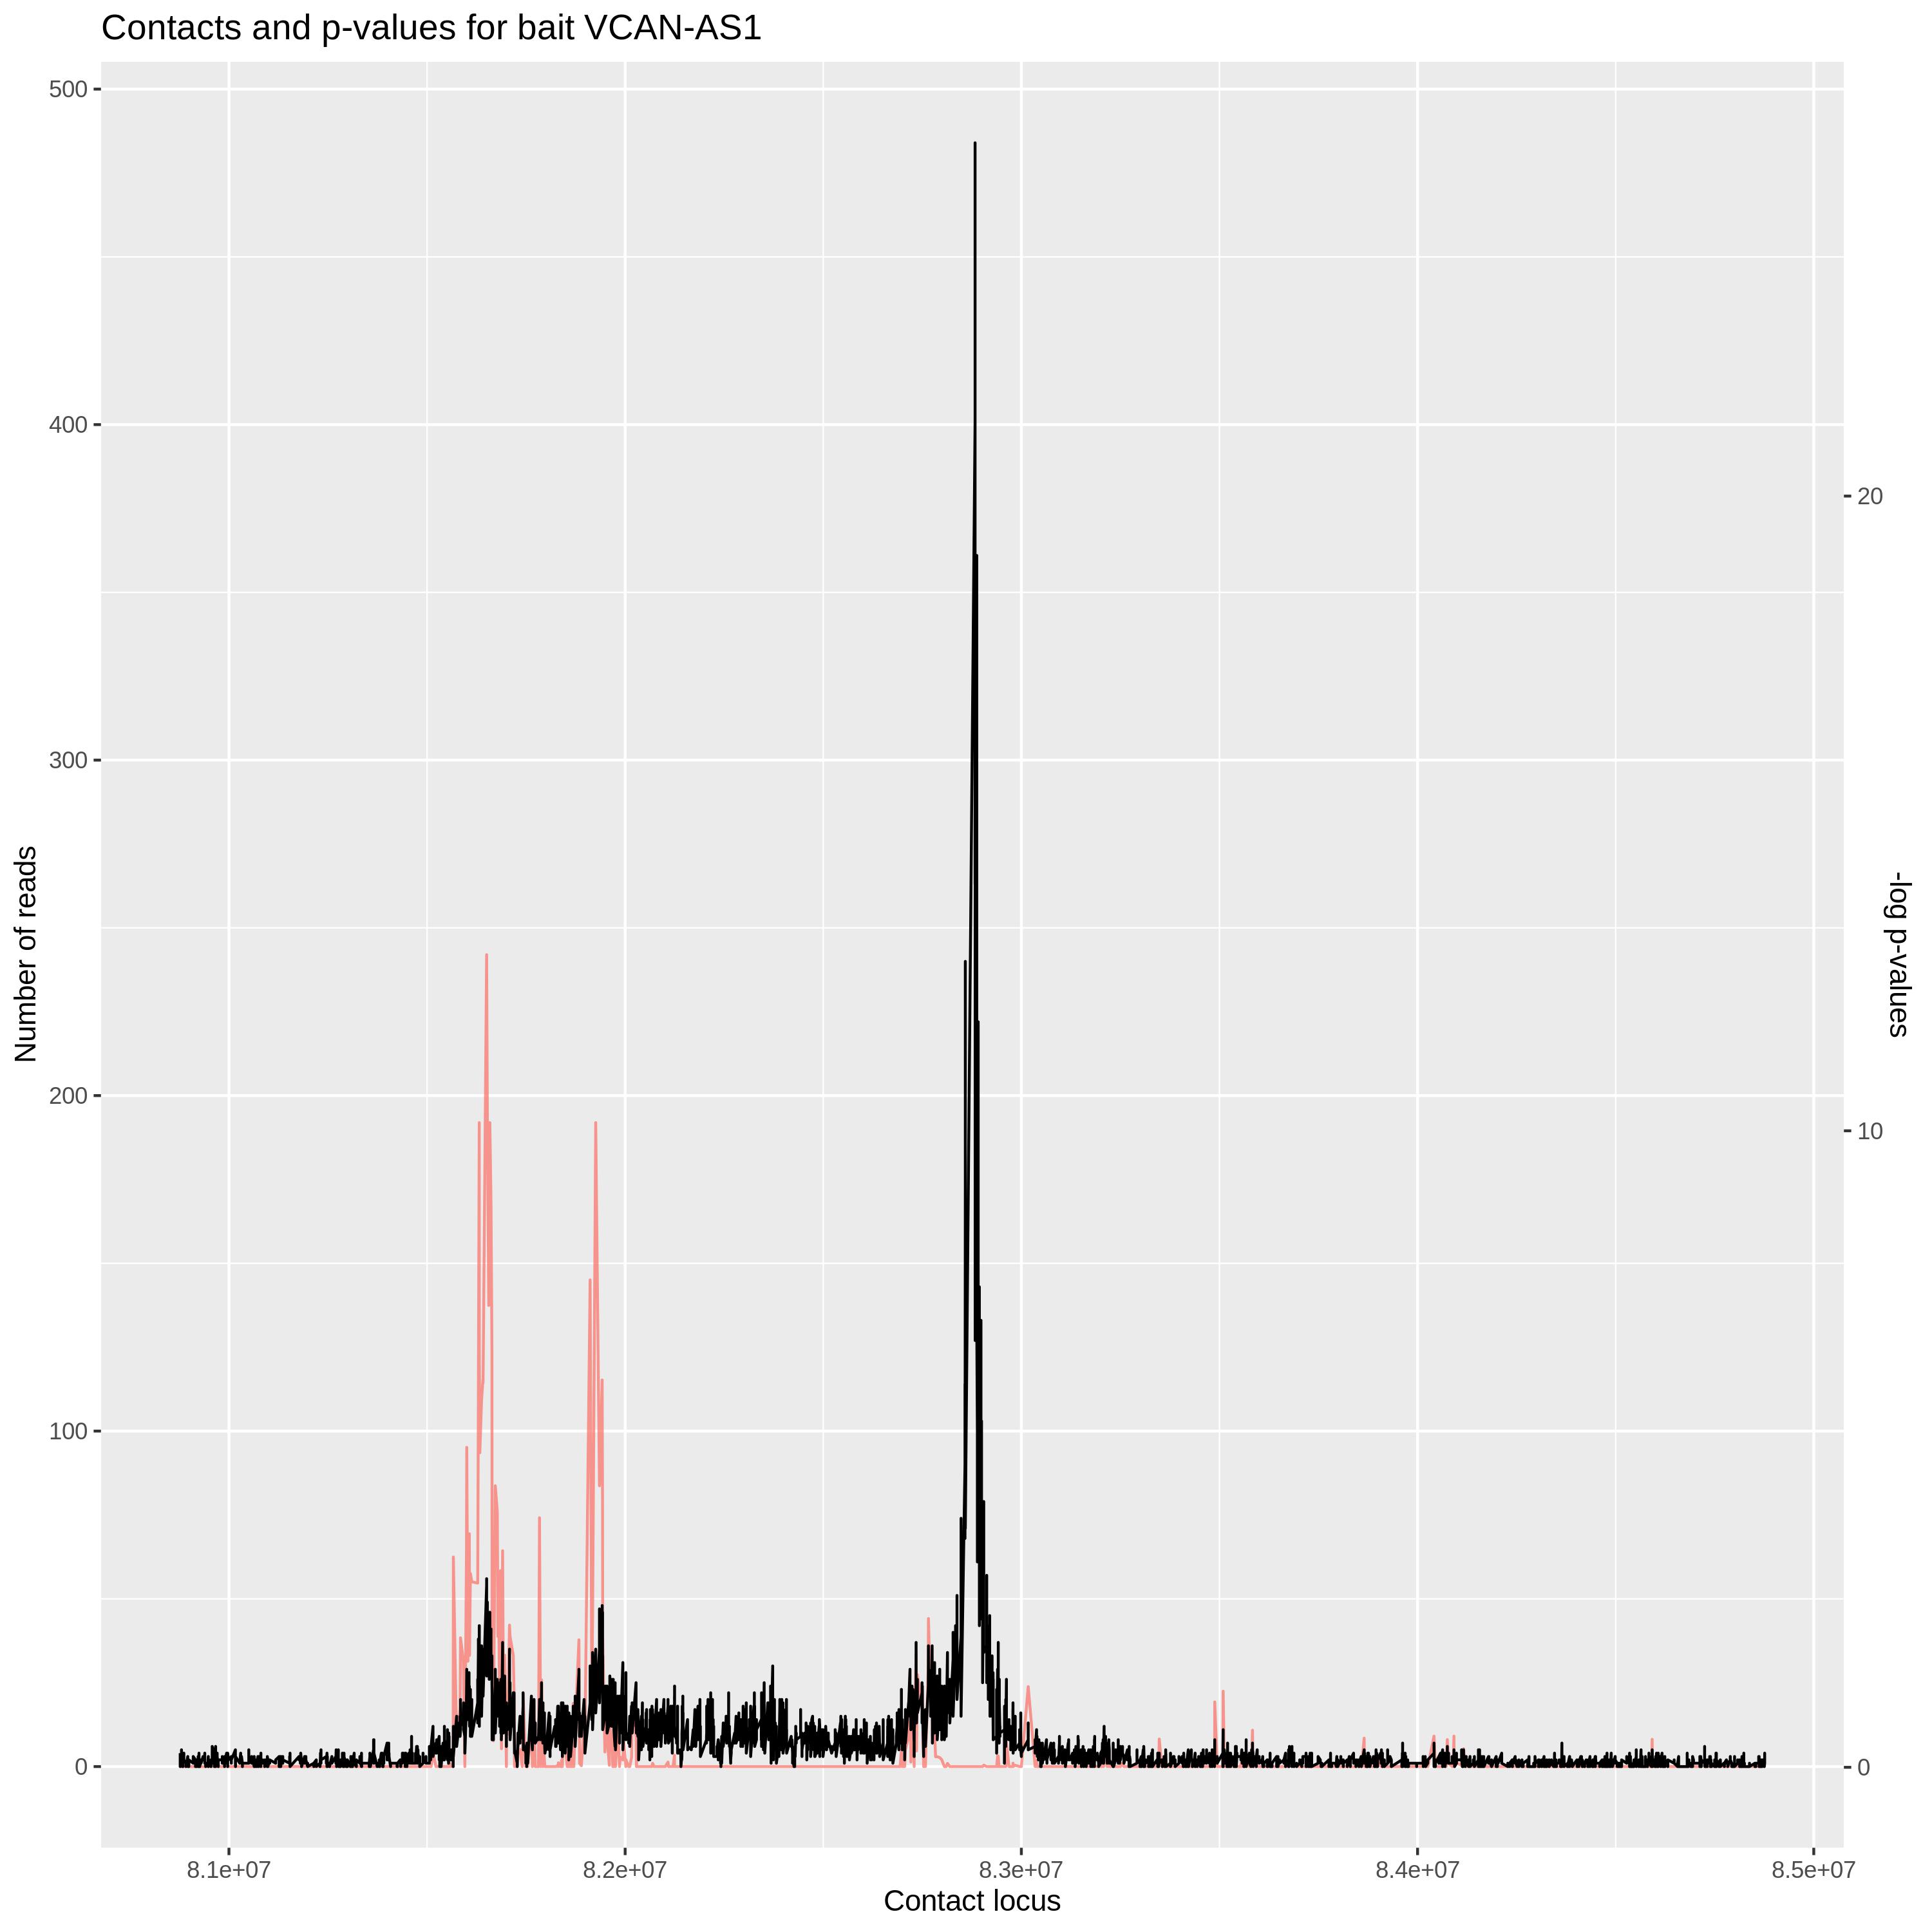 Contacts and p-values for bait VCAN-AS1
500
400
300
200
100
0
Number of reads
20
10
0
-log p-values
8.1e+07
8.2e+07
8.3e+07
8.4e+07
8.5e+07
Contact locus